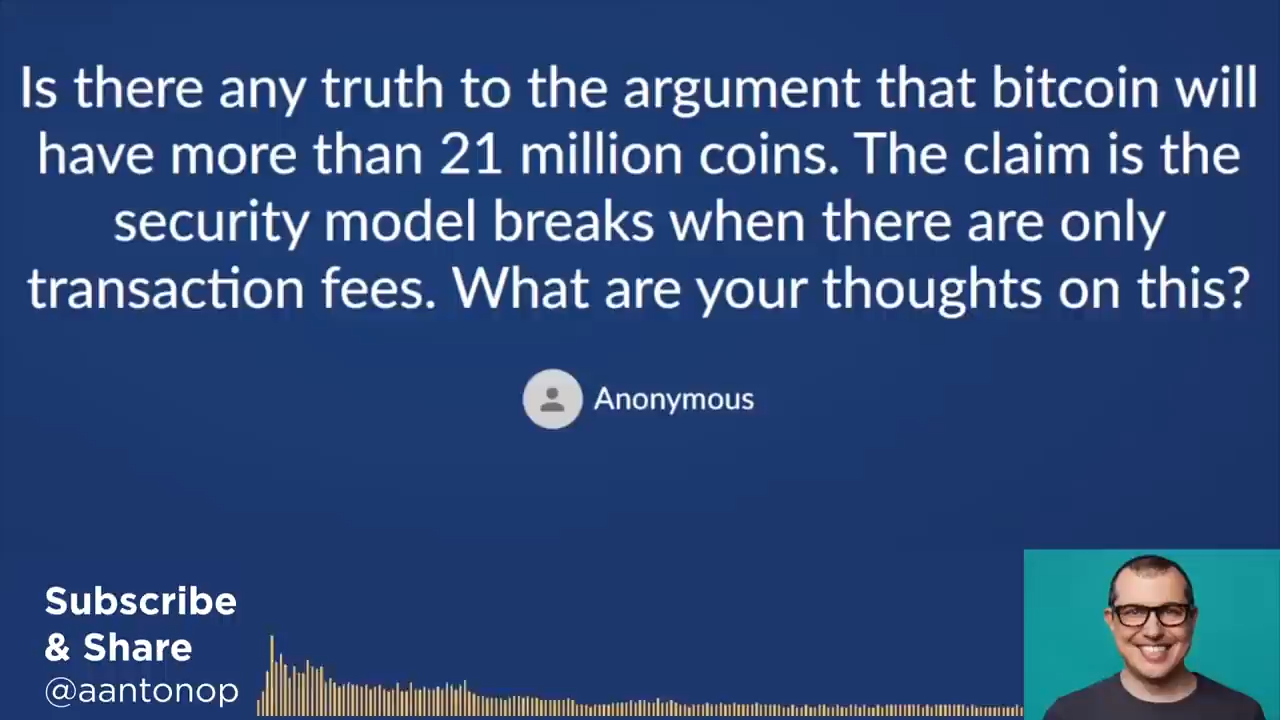 Is there any truth to the argument that bitcoin will
have more than 21 million coins. The claim is the
security model breaks when there are only
transaction fees. What are your thoughts on this?
Anonymous
Subscribe
& Share
@aantonop